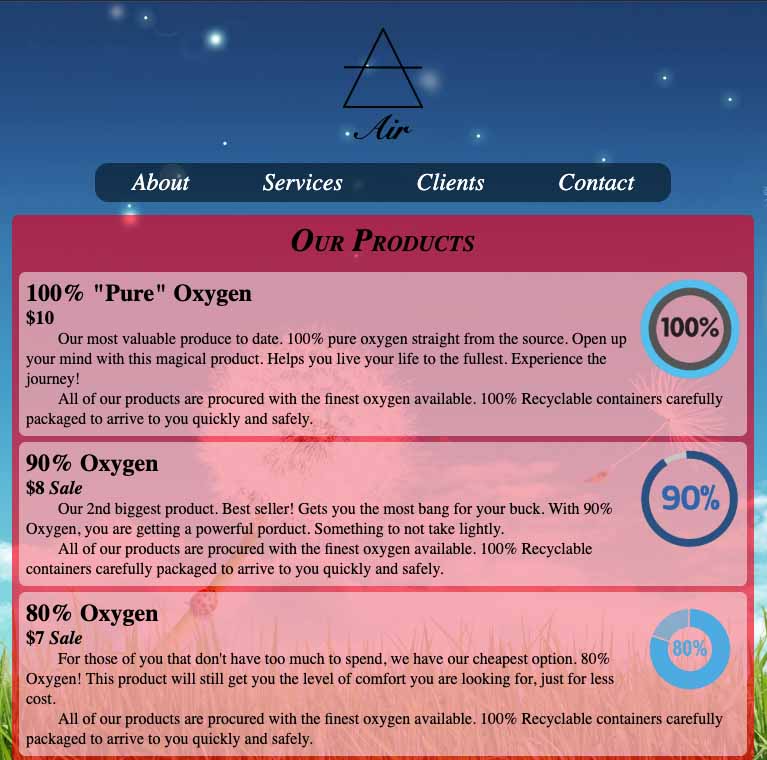 Air
About Services Clients Contact
Our Products
100% "Pure" Oxygen
$10
100%
Our most valuable produce to date. 100% pure oxygen straight from the source. Open up
your mind with this magical product. Helps you live your life to the fullest. Experience the
journey!
All of our products are procured with the finest oxygen available. 100% Recyclable containers carefully
packaged to arrive to you quickly and safely.
90% Oxygen
$8 Sale
90%
Our 2nd biggest product. Best seller! Gets you the most bang for your buck. With 90%
Oxygen, you are getting a powerful porduct. Something to not take lightly.
All of our products are procured with the finest oxygen available. 100% Recyclable
containers carefully packaged to arrive to you quickly and safely.
80% Oxygen
$7 Sale
80%
For those of you that don't have too much to spend, we have our cheapest option. 80%
Oxygen! This product will still get you the level of comfort you are looking for, just for less
cost.
All of our products are procured with the finest oxygen available. 100% Recyclable containers carefully
packaged to arrive to you quickly and safely.